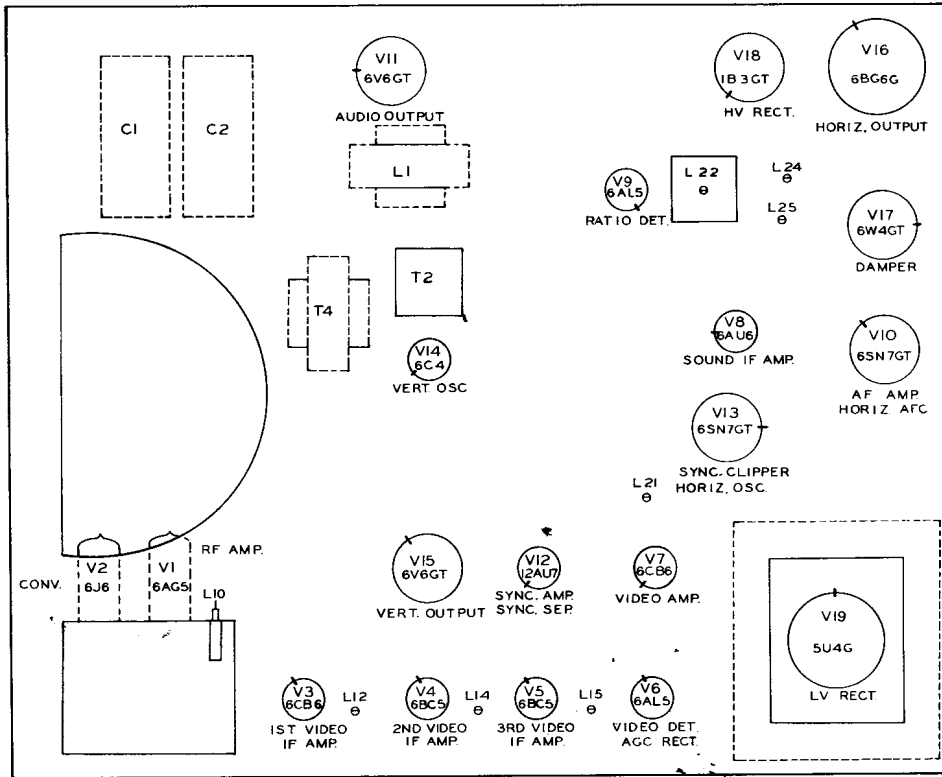 V11
6V6GT
AUDIO OUTPUT
V18
1B3GT
HV RECT.
V16
6BG6G
HORIZ. OUTPUT
C1
C2
L1
V9
6AL5
RATIO DET.
L22
L24
L25
V17
6W4GT
DAMPER
T4
T2
V14
6C4
VERT. OSC
V8
6AU6
SOUND IF AMP.
V10
6SN7GT
AF AMP
HORIZ AFC
V13
6SN7GT
SYNC. CLIPPER
HORIZ, OSC.
L21
RF AMP.
CONV.
V2
6J6
V1
6AG5
L10
V15
6V6GT
VERT. OUTPUT
V12
12AU7
SYNC. AMP.
SYNC. SEP.
V7
6CB6
VIDEO AMP.
V19
5U4G
LV RECT.
V3
6CB6
1ST VIDEO
IF AMP.
L12
V4
6BC5
2ND VIDEO
IF AMP.
L14
V5
6BC5
3RD VIDEO
IF AMP.
L15
V6
6AL5
VIDEO DET.
AGC RECT.